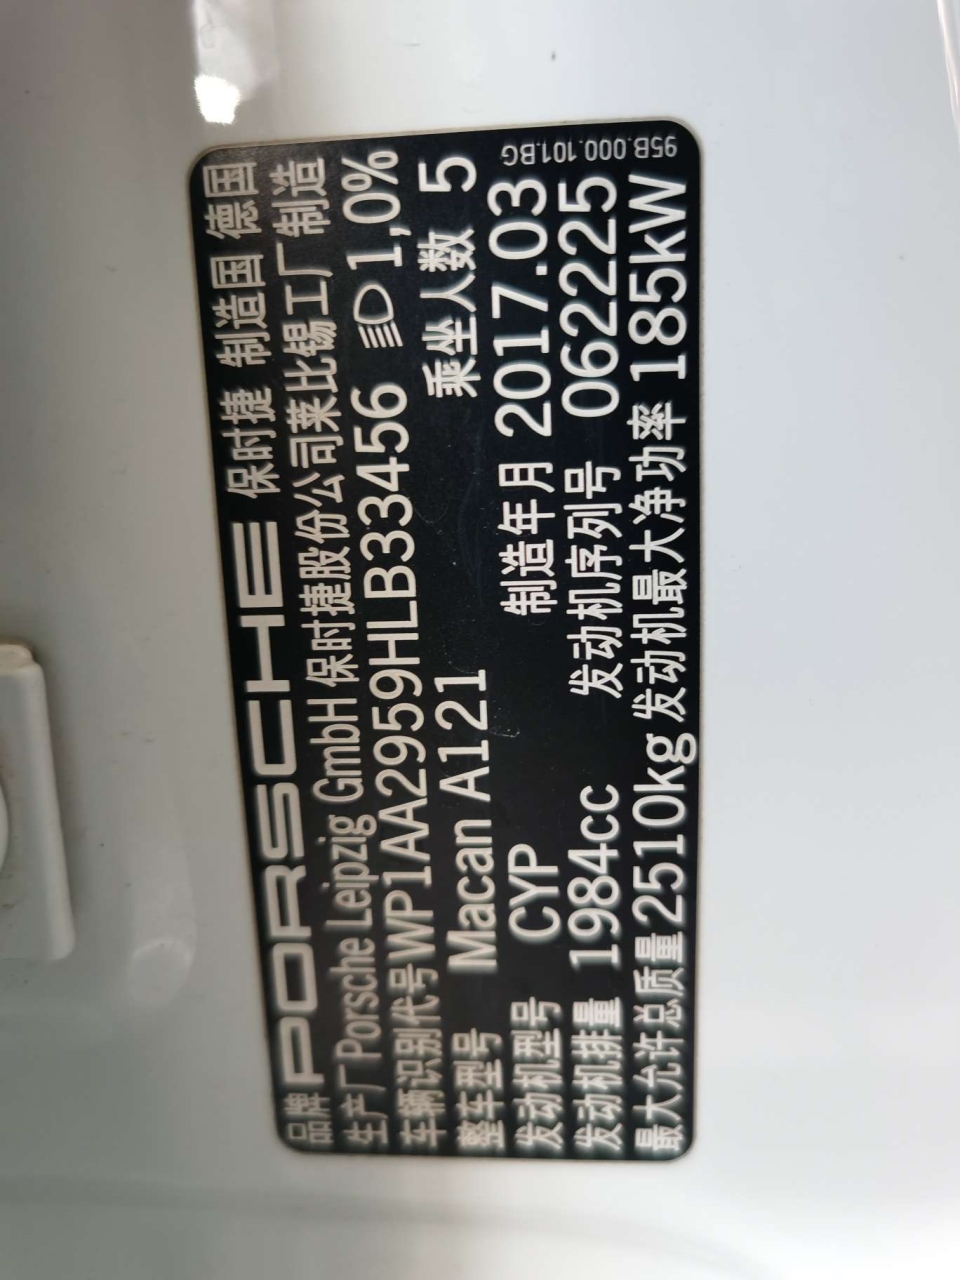 95B.000.101.BG
品牌 PORSCHE 保时捷 制造国 德国
生产厂 Porsche Leipzig GmbH 保时捷股份公司莱比锡工厂制造
车辆识别代号 WP1AA2959HLB33456 1,0%
整车型号 Macan A121 乘坐人数 5
发动机型号 CYP 制造年月 2017.03
发动机排量 1984cc 发动机序列号 062225
最大允许总质量 2510kg 发动机最大净功率 185kW